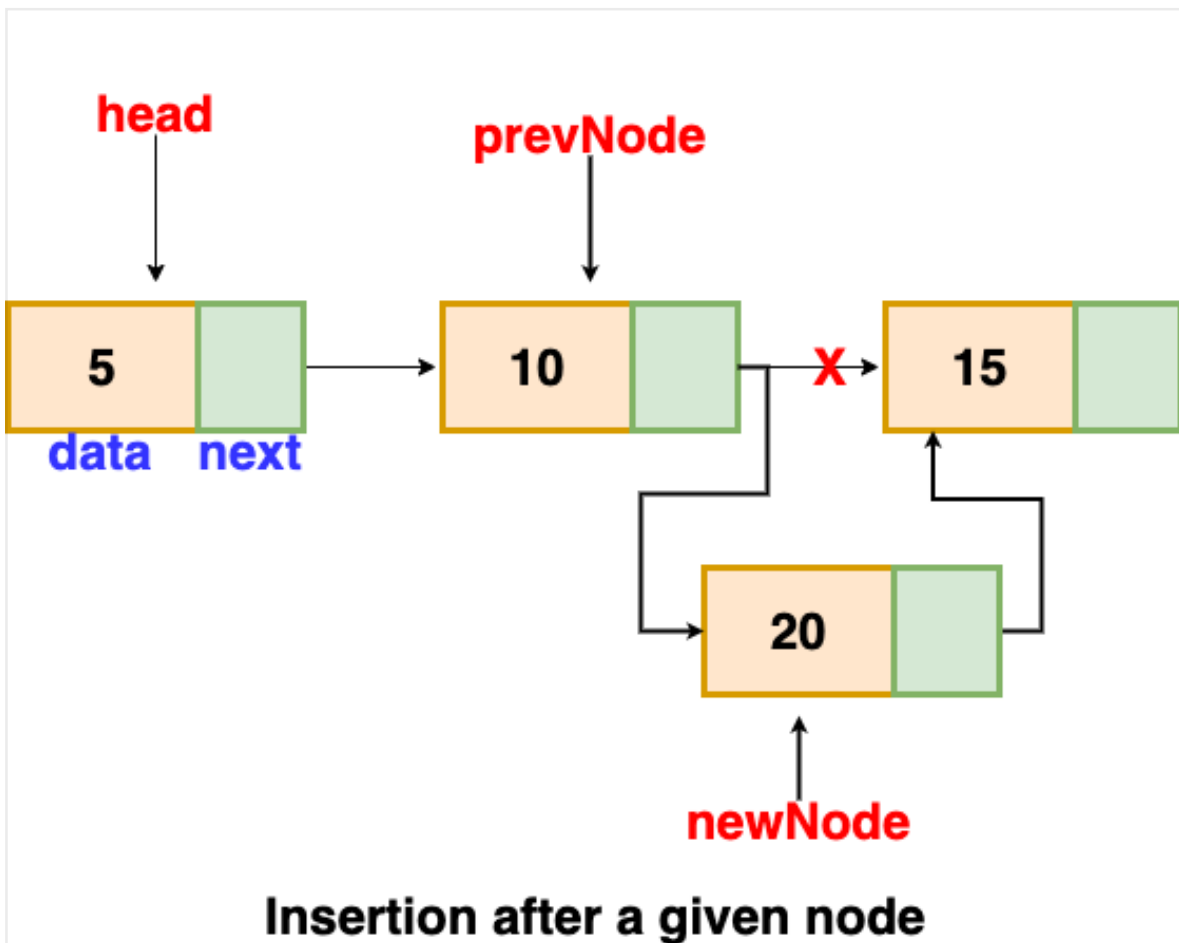 head
prevNode
5
10
X
15
data next
20
newNode
Insertion after a given node